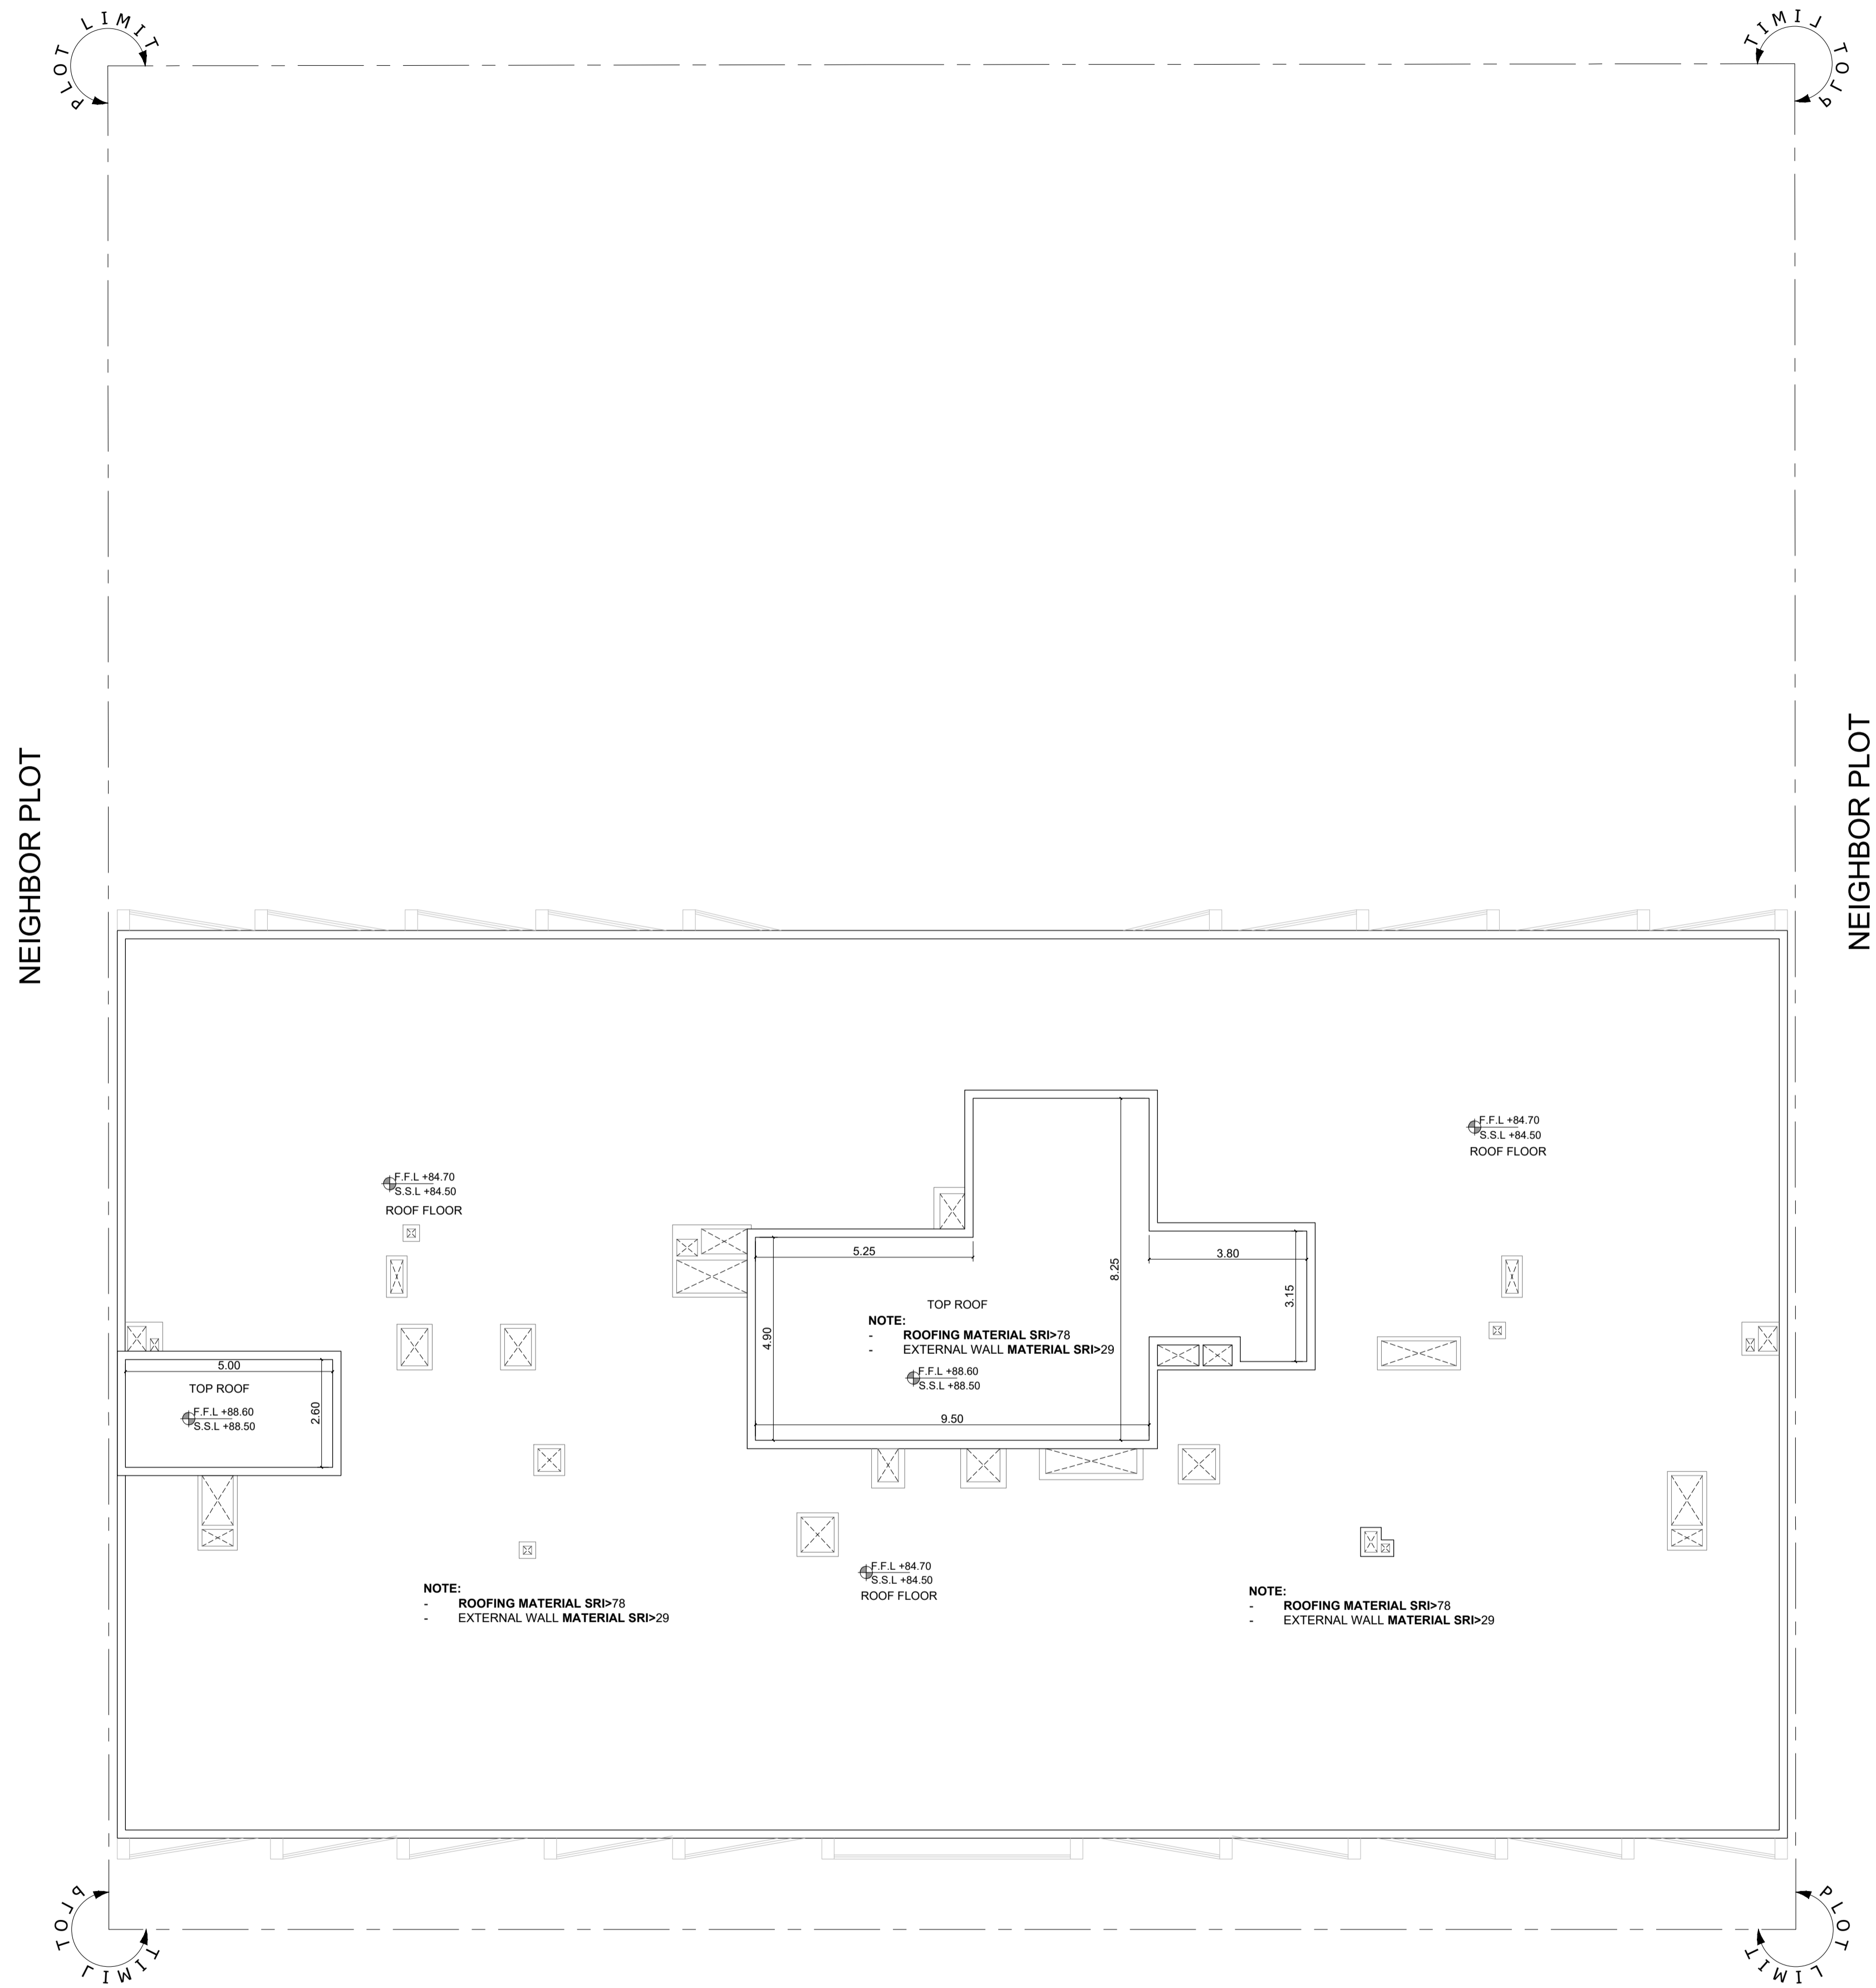 PLOT LIMIT
PLOT LIMIT
NEIGHBOR PLOT
NEIGHBOR PLOT
F.F.L +84.70
S.S.L +84.50
ROOF FLOOR
F.F.L +84.70
S.S.L +84.50
ROOF FLOOR
5.25
3.80
8.25
3.15
4.90
TOP ROOF
NOTE:
- ROOFING MATERIAL SRI>78
- EXTERNAL WALL MATERIAL SRI>29
F.F.L +88.60
S.S.L +88.50
9.50
5.00
TOP ROOF
2.60
F.F.L +88.60
S.S.L +88.50
F.F.L +84.70
S.S.L +84.50
ROOF FLOOR
NOTE:
- ROOFING MATERIAL SRI>78
- EXTERNAL WALL MATERIAL SRI>29
NOTE:
- ROOFING MATERIAL SRI>78
- EXTERNAL WALL MATERIAL SRI>29
PLOT LIMIT
PLOT LIMIT